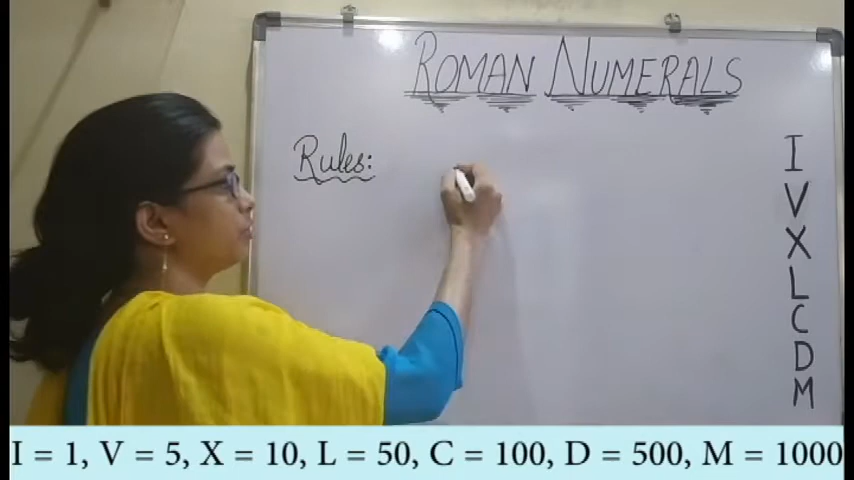 ROMAN NUMERALS
Rules:
I
V
X
L
C
D
M
I = 1, V = 5, X = 10, L = 50, C = 100, D = 500, M = 1000